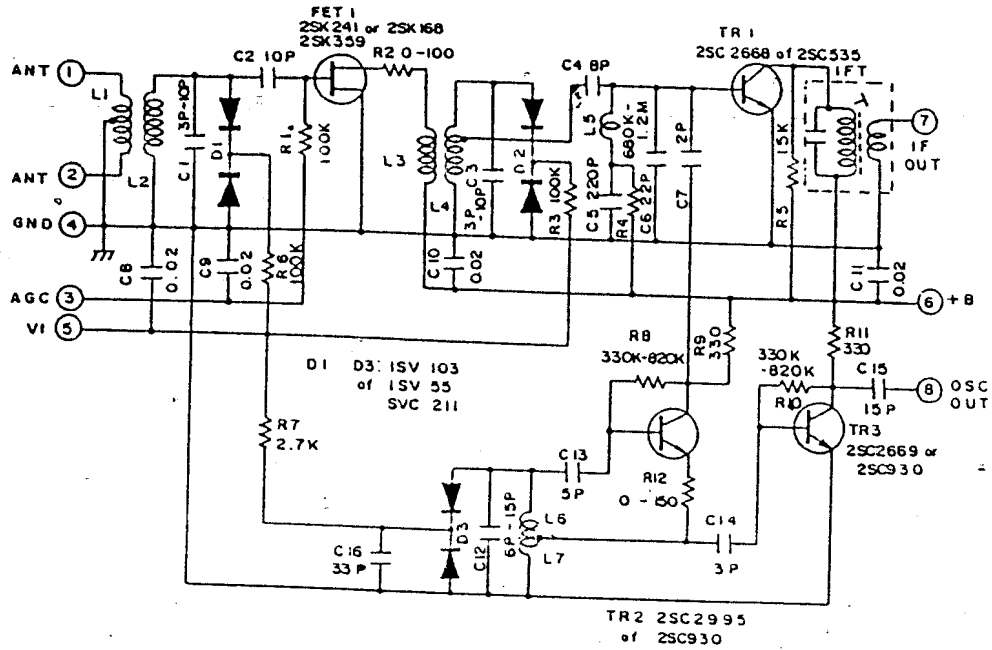 FET 1
2SK241 or 2SK168
2SK359
R2 0-100
C2 10P
ANT 1
L1
3P-10P
C1
D1
R1
100K
L2
ANT 2
GND 4
C8
0.02
C9
0.02
R6
100K
AGC 3
V1 5
L3
L4
C3
3P-10P
C10
0.02
D2
R3 100K
C4 8P
L5
680K-
1.2M
C5 220P
R4
C6 22P
2P
C7
TR 1
2SC2668 of 2SC535
IFT
15K
R5
7
IF
OUT
C11
0.02
6 +B
D1 D3: 1SV 103
of 1SV 55
SVC 211
R8
330K-820K
R9
330
R11
330
330K
-820K
R10
C15
15P
8 OSC
OUT
TR3
2SC2669 or
2SC930
R7
2.7K
C13
5P
R12
0-150
C14
3P
D3
C12
6P-15P
L6
L7
C16
33P
TR2 2SC2995
of 2SC930